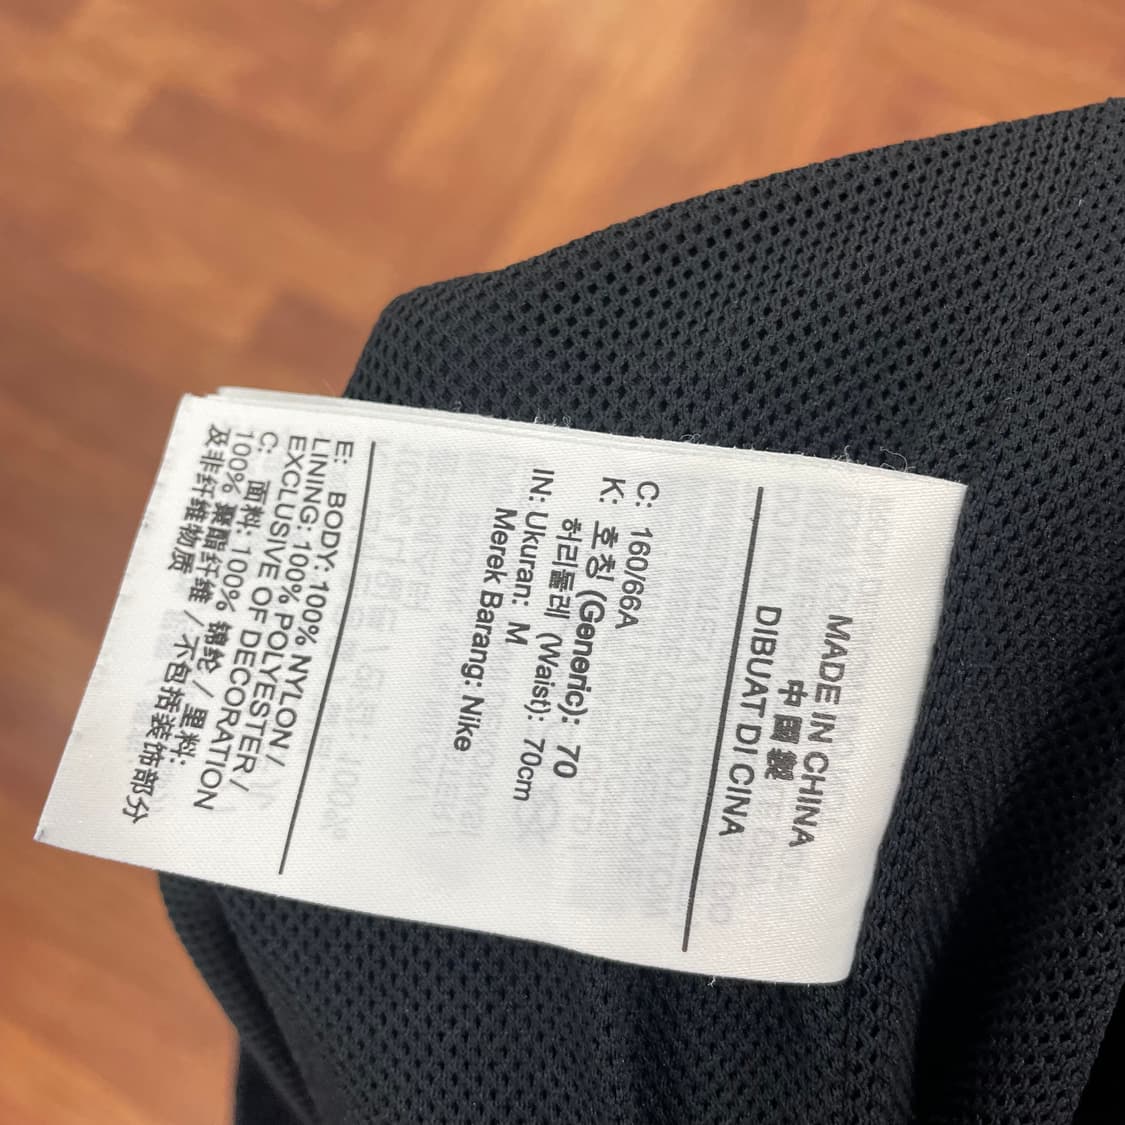 MADE IN CHINA
中國製
DIBUAT DI CINA
C: 160/66A
K: 호칭 (Generic): 70
허리둘레 (Waist): 70cm
IN: Ukuran: M
Merek Barang: Nike
E: BODY: 100% NYLON /
LINING: 100% POLYESTER /
EXCLUSIVE OF DECORATION
C: 面料: 100% 锦纶 / 里料:
100% 聚酯纤维 / 不包括装饰部分
及非纤维物质